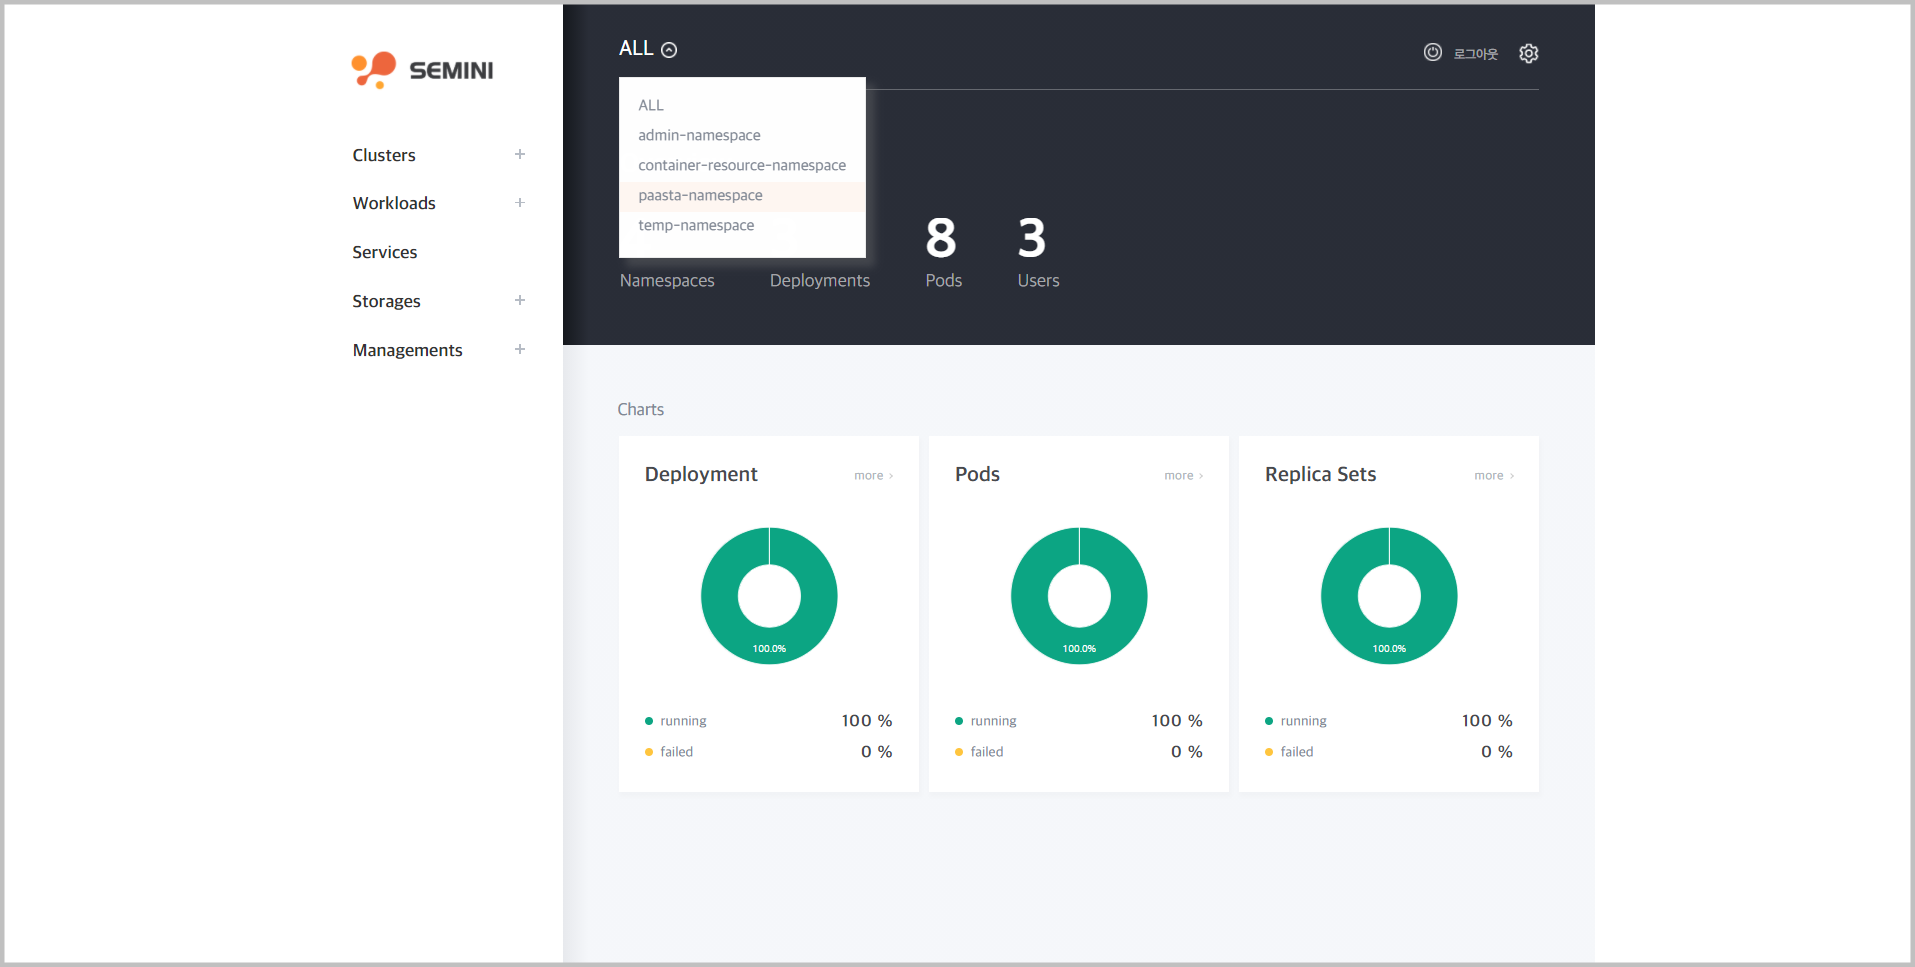 SEMINI
Clusters
Workloads
Services
Storages
Managements
ALL
로그아웃
ALL
admin-namespace
container-resource-namespace
paasta-namespace
temp-namespace
8
3
Namespaces
Deployments
Pods
Users
Charts
Deployment
more
100.0%
running 100 %
failed 0 %
Pods
more
100.0%
running 100 %
failed 0 %
Replica Sets
more
100.0%
running 100 %
failed 0 %